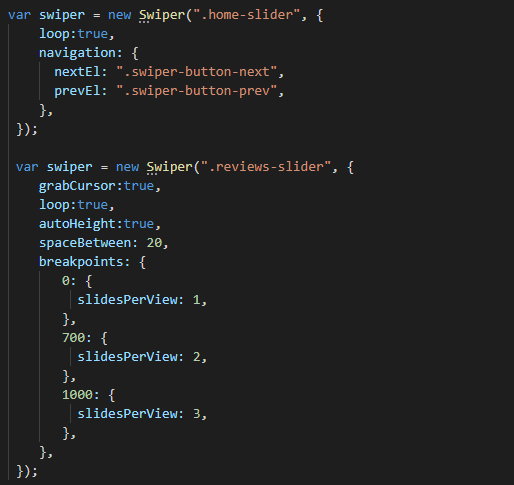 var swiper = new Swiper(".home-slider", {
loop:true,
navigation: {
nextEl: ".swiper-button-next",
prevEl: ".swiper-button-prev",
},
});
var swiper = new Swiper(".reviews-slider", {
grabCursor:true,
loop:true,
autoHeight:true,
spaceBetween: 20,
breakpoints: {
0: {
slidesPerView: 1,
},
700: {
slidesPerView: 2,
},
1000: {
slidesPerView: 3,
},
},
});